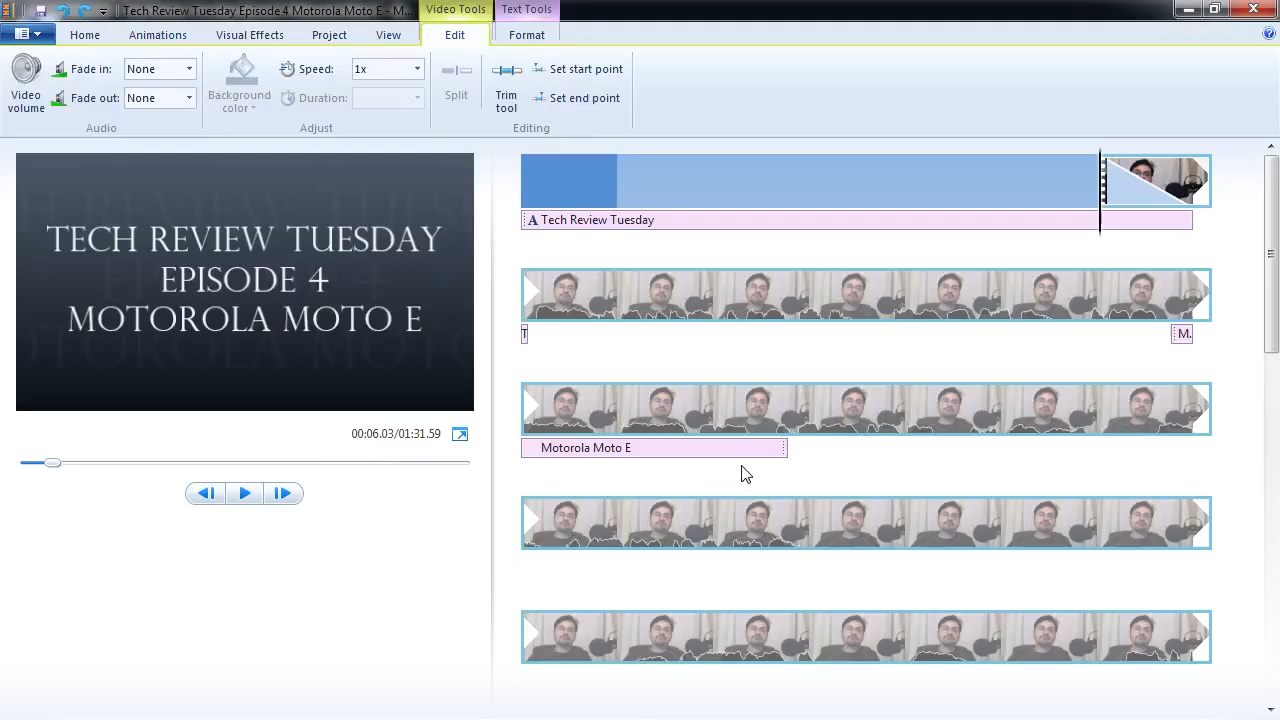 Tech Review Tuesday Episode 4 Motorola Moto E - M...
Video Tools
Text Tools
Home
Animations
Visual Effects
Project
View
Edit
Format
Video volume
Fade in:
None
Fade out:
None
Audio
Background color
Speed:
1x
Duration:
Adjust
Split
Trim tool
Set start point
Set end point
Editing
TECH REVIEW TUESDAY
EPISODE 4
MOTOROLA MOTO E
00:06.03/01:31.59
A Tech Review Tuesday
T
M.
Motorola Moto E